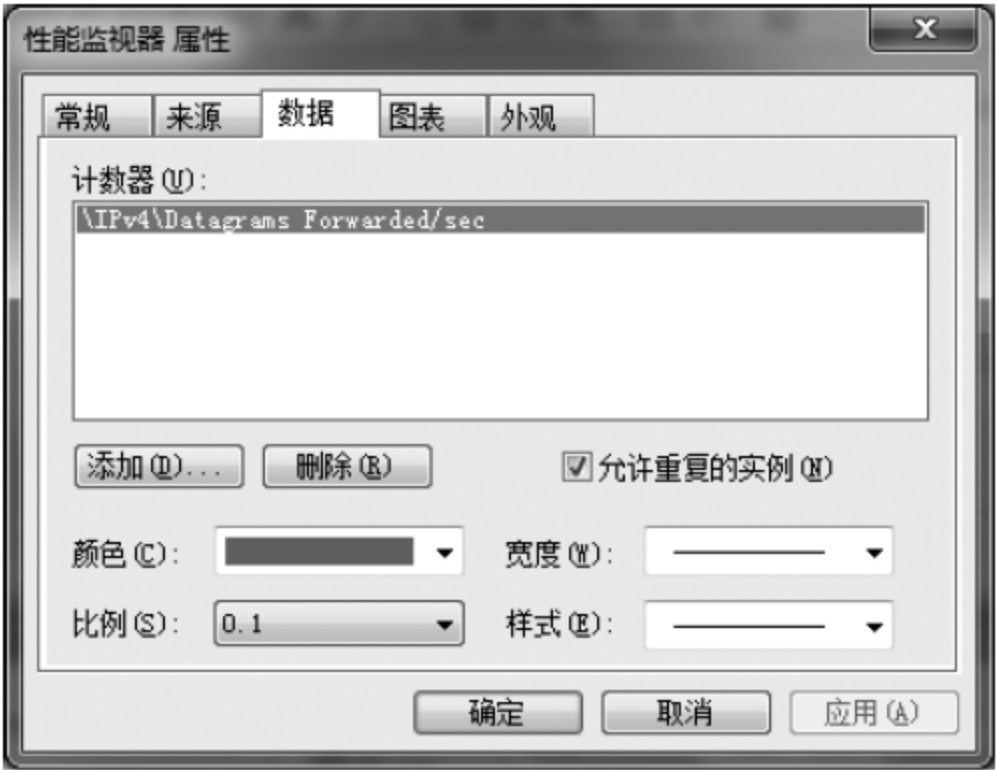 性能监视器 属性
常规 来源 数据 图表 外观
计数器(U):
\IPv4\Datagrams Forwarded/sec
添加(D)... 删除(R) 允许重复的实例(N)
颜色(C): 宽度(W):
比例(S): 0.1 样式(E):
确定 取消 应用(A)